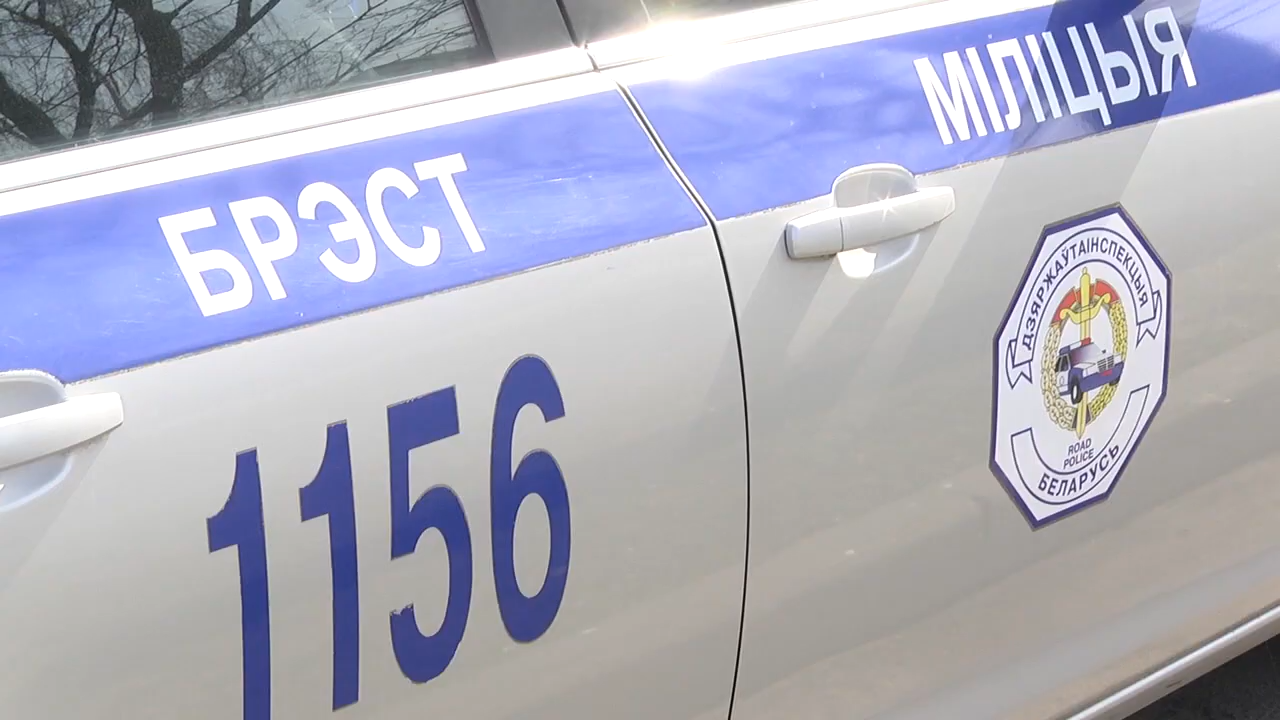 БРЭСТ
МІЛІЦЫЯ
1156
ДЗЯРЖАЎТАІНСПЕКЦЫЯ
ROAD
POLICE
БЕЛАРУСЬ